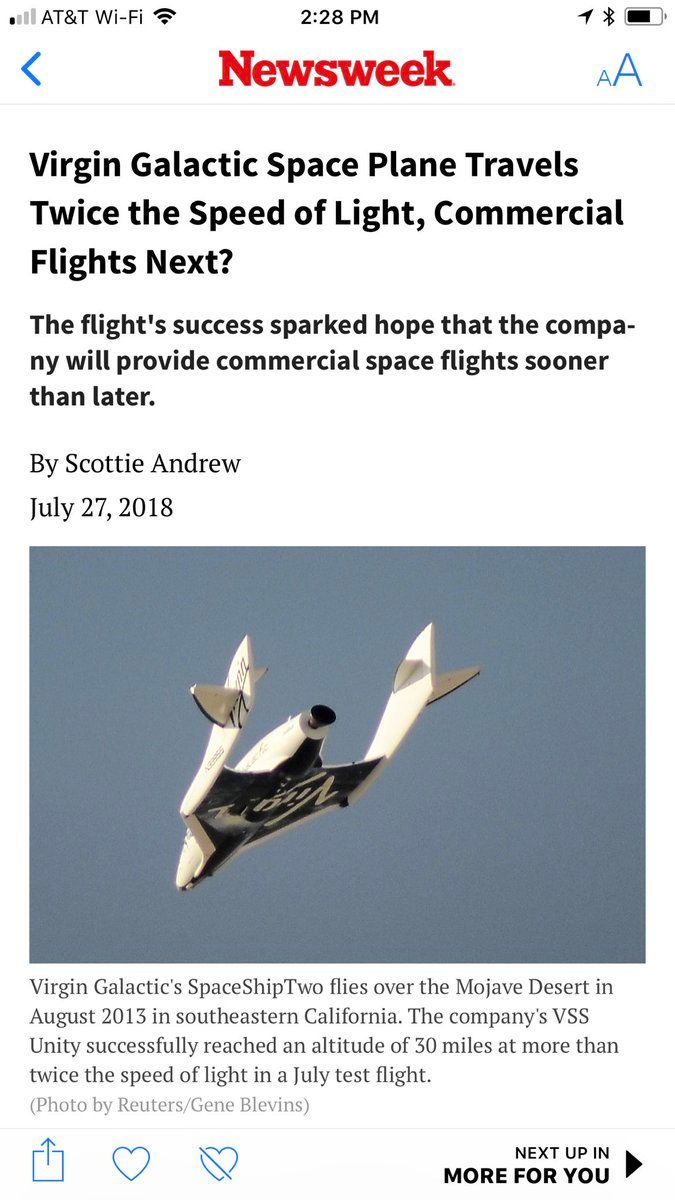 AT&T Wi-Fi 2:28 PM
Newsweek
AA
Virgin Galactic Space Plane Travels
Twice the Speed of Light, Commercial
Flights Next?
The flight's success sparked hope that the compa-
ny will provide commercial space flights sooner
than later.
By Scottie Andrew
July 27, 2018
Virgin Galactic's SpaceShipTwo flies over the Mojave Desert in
August 2013 in southeastern California. The company's VSS
Unity successfully reached an altitude of 30 miles at more than
twice the speed of light in a July test flight.
(Photo by Reuters/Gene Blevins)
NEXT UP IN
MORE FOR YOU